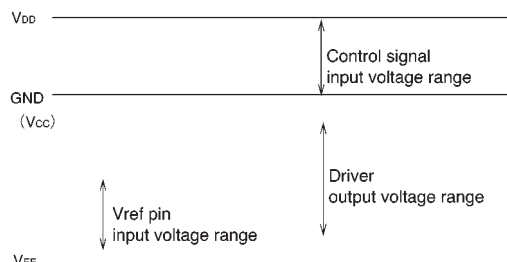 VDD
Control signal
input voltage range
GND
(VCC)
Driver
output voltage range
Vref pin
input voltage range
VEE